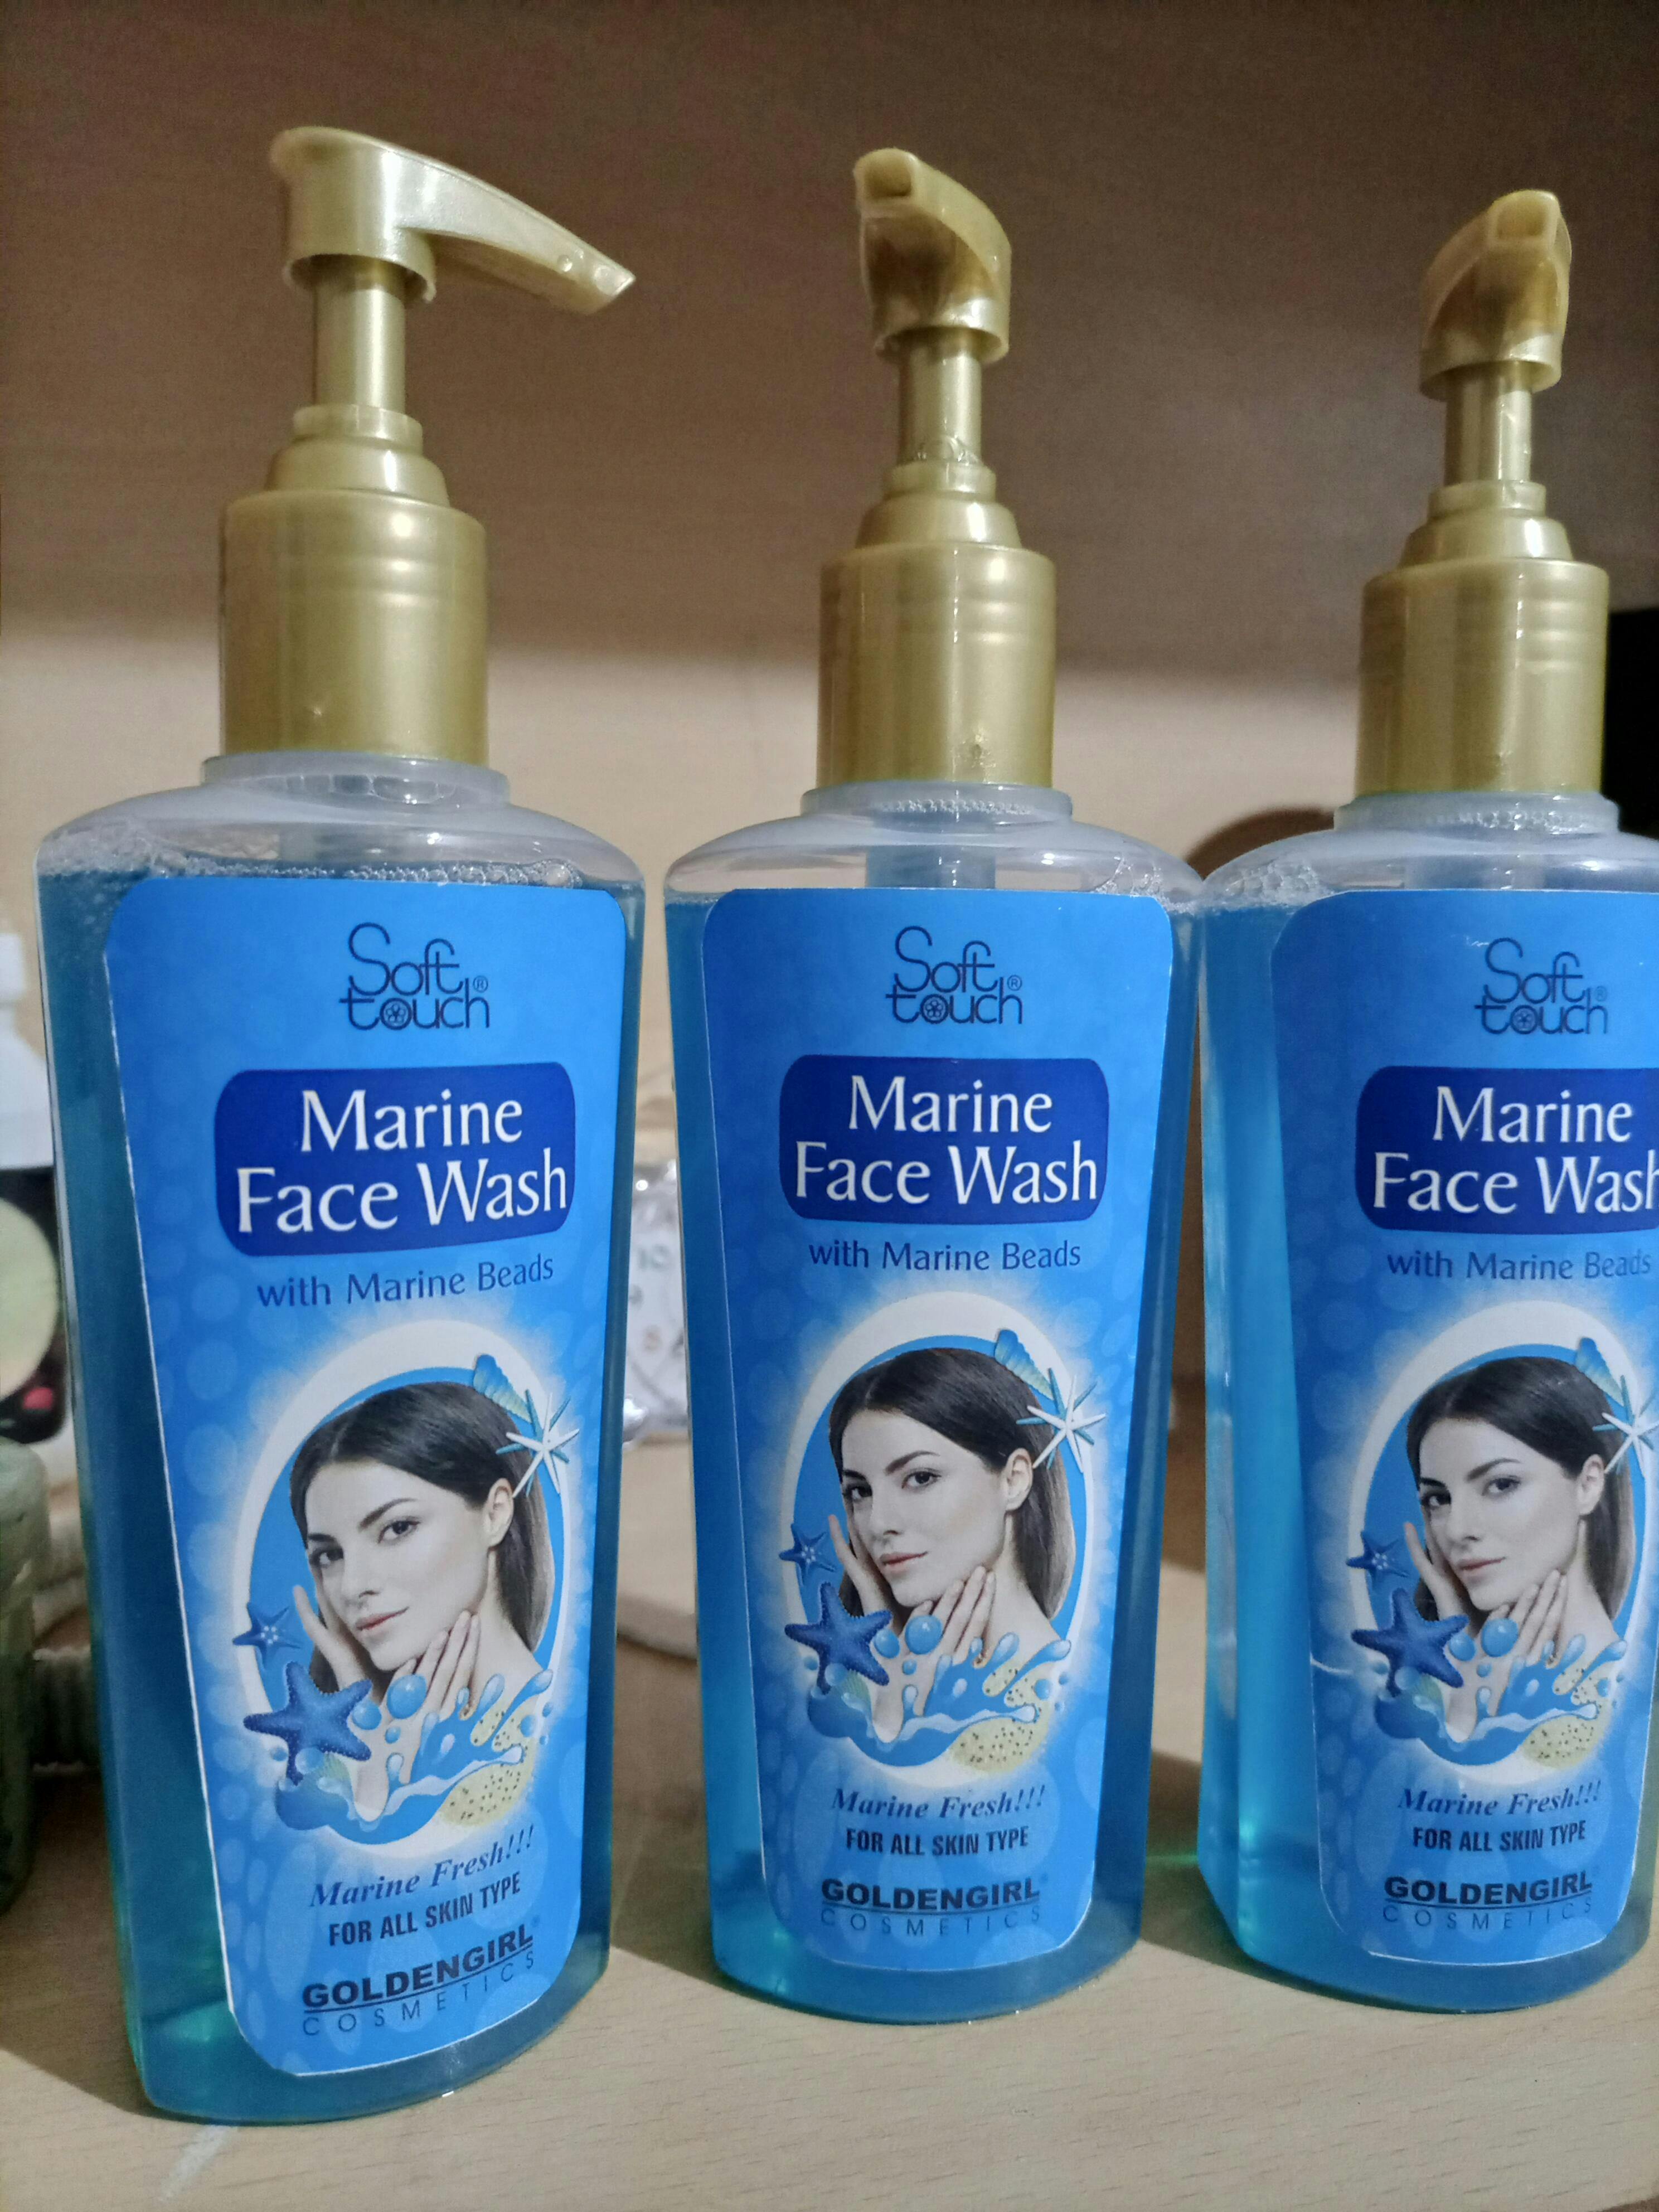 Soft
touch®
Marine
Face Wash
with Marine Beads
Marine Fresh!!!
FOR ALL SKIN TYPE
GOLDENGIRL
COSMETICS
Soft
touch®
Marine
Face Wash
with Marine Beads
Marine Fresh!!!
FOR ALL SKIN TYPE
GOLDENGIRL
COSMETICS
Soft
touch®
Marine
Face Wash
with Marine Beads
Marine Fresh!!!
FOR ALL SKIN TYPE
GOLDENGIRL
COSMETICS